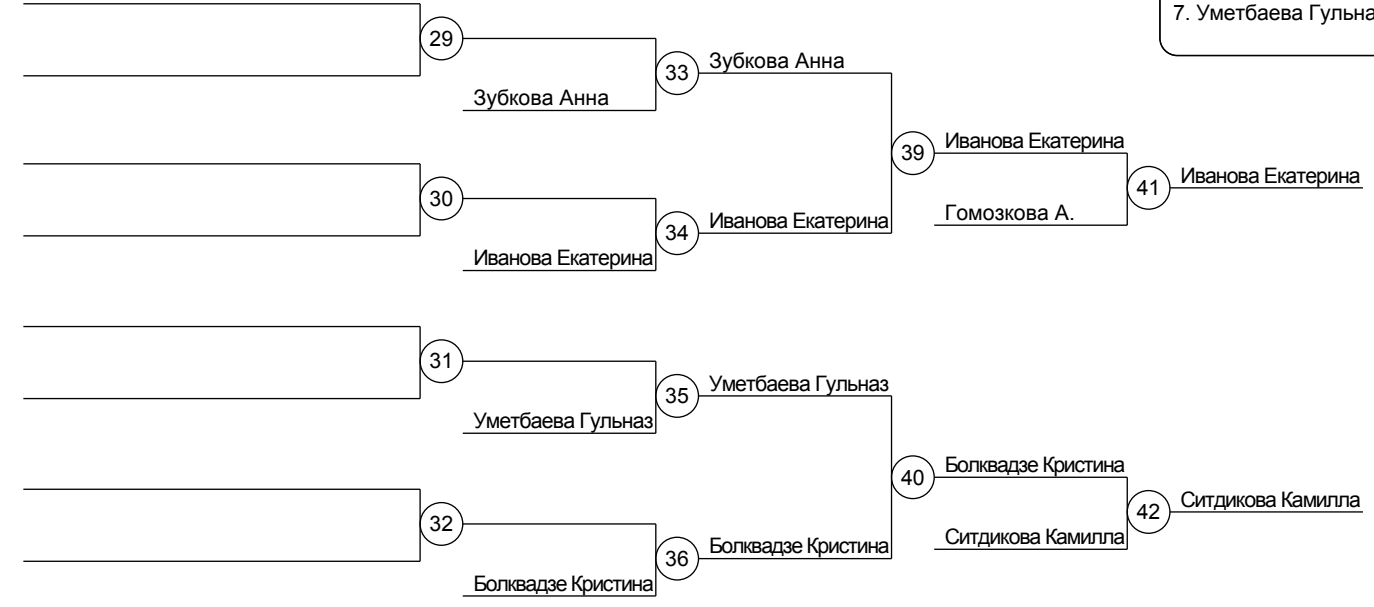 7. Уметбаева Гульна
29
Зубкова Анна
33
Зубкова Анна
39
Иванова Екатерина
41
Иванова Екатерина
Гомозкова А.
30
Иванова Екатерина
34
Иванова Екатерина
31
Уметбаева Гульназ
35
Уметбаева Гульназ
40
Болквадзе Кристина
42
Ситдикова Камилла
Ситдикова Камилла
32
Болквадзе Кристина
36
Болквадзе Кристина